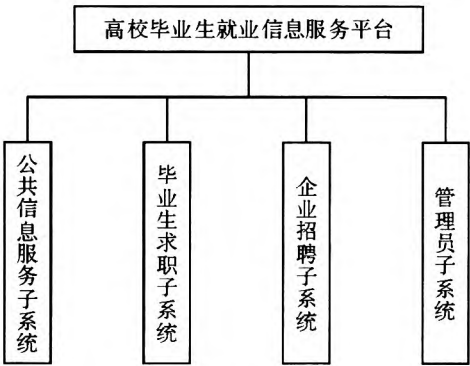 高校毕业生就业信息服务平台
公共信息服务子系统
毕业生求职子系统
企业招聘子系统
管理员子系统